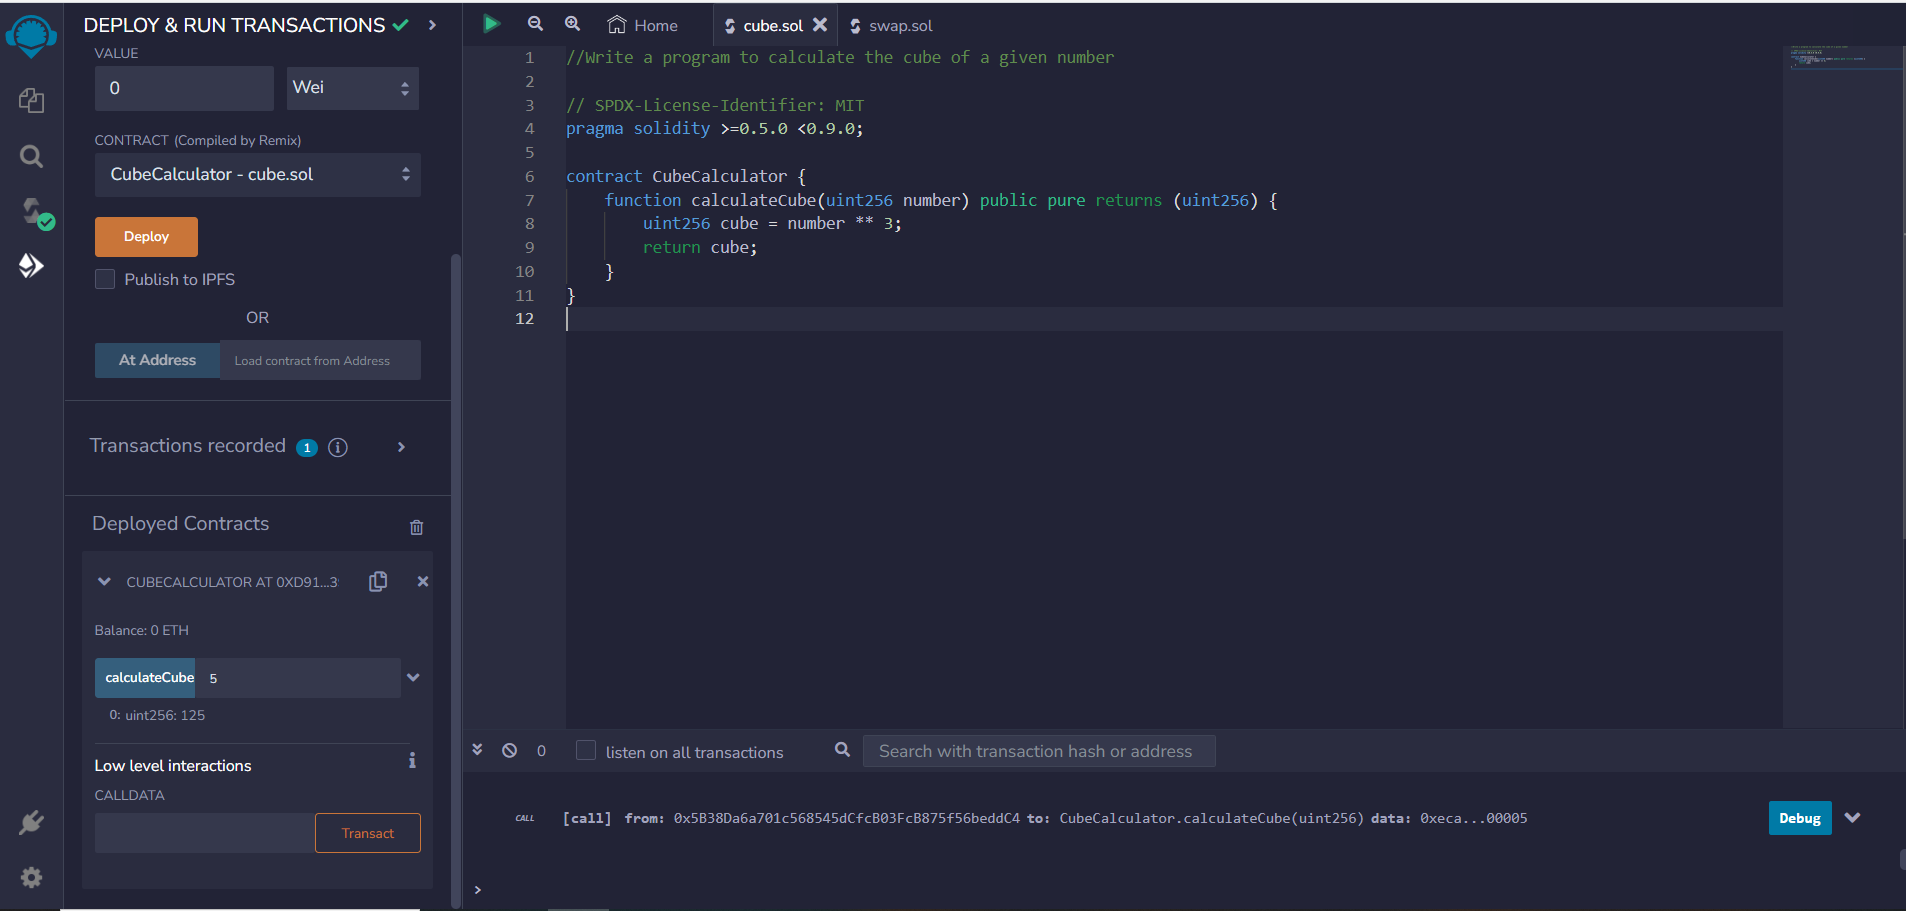 DEPLOY & RUN TRANSACTIONS
VALUE
0
Wei
CONTRACT (Compiled by Remix)
CubeCalculator - cube.sol
Deploy
Publish to IPFS
OR
At Address
Load contract from Address
Transactions recorded 1
Deployed Contracts
CUBECALCULATOR AT 0XD91...3
Balance: 0 ETH
calculateCube 5
0: uint256: 125
Low level interactions
CALLDATA
Transact
Home
cube.sol
swap.sol
1 //Write a program to calculate the cube of a given number
2
3 // SPDX-License-Identifier: MIT
4 pragma solidity >=0.5.0 <0.9.0;
5
6 contract CubeCalculator {
7 function calculateCube(uint256 number) public pure returns (uint256) {
8 uint256 cube = number ** 3;
9 return cube;
10 }
11 }
12
0 listen on all transactions
Search with transaction hash or address
CALL [call] from: 0x5B38Da6a701c568545dCfcB03FcB875f56beddC4 to: CubeCalculator.calculateCube(uint256) data: 0xeca...00005
Debug
>